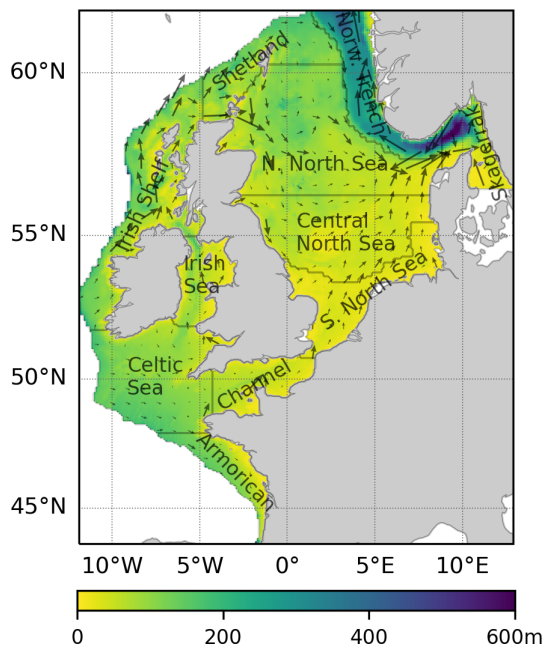 60°N
55°N
50°N
45°N
Shetland
Norw. Trench
Skagerrak
N. North Sea
Irish Shelf
Central
North Sea
Irish
Sea
S. North Sea
Celtic
Sea
Channel
Armorican
10°W 5°W 0° 5°E 10°E
0 200 400 600m